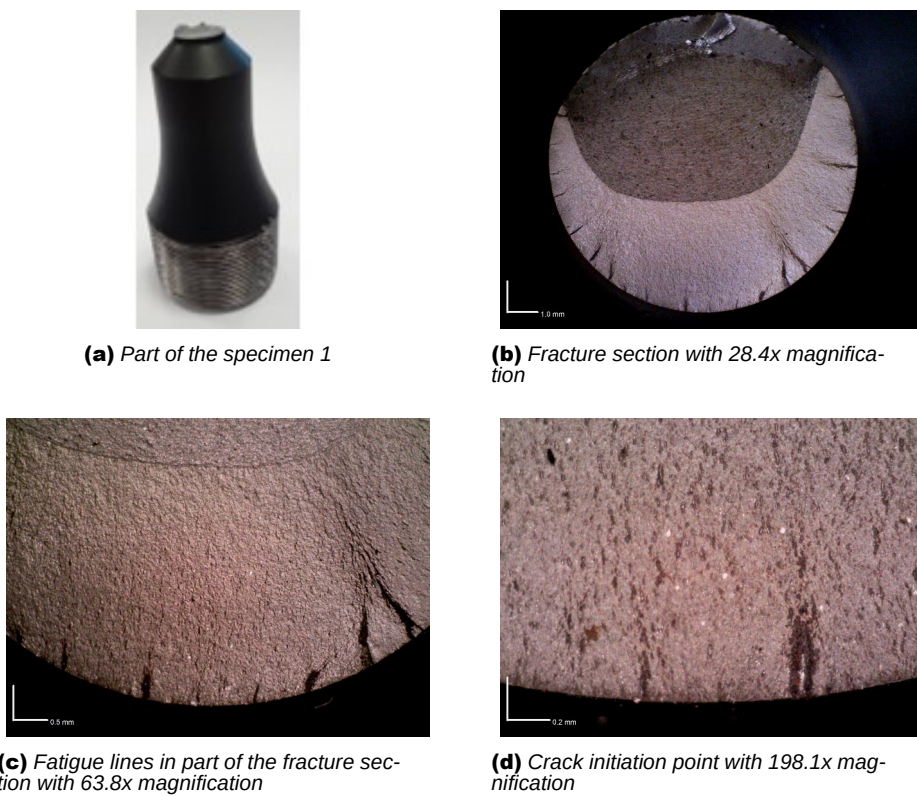 1.0 mm
(a) Part of the specimen 1
(b) Fracture section with 28.4x magnifica-
tion
0.5 mm
0.2 mm
(c) Fatigue lines in part of the fracture sec-
tion with 63.8x magnification
(d) Crack initiation point with 198.1x mag-
nification